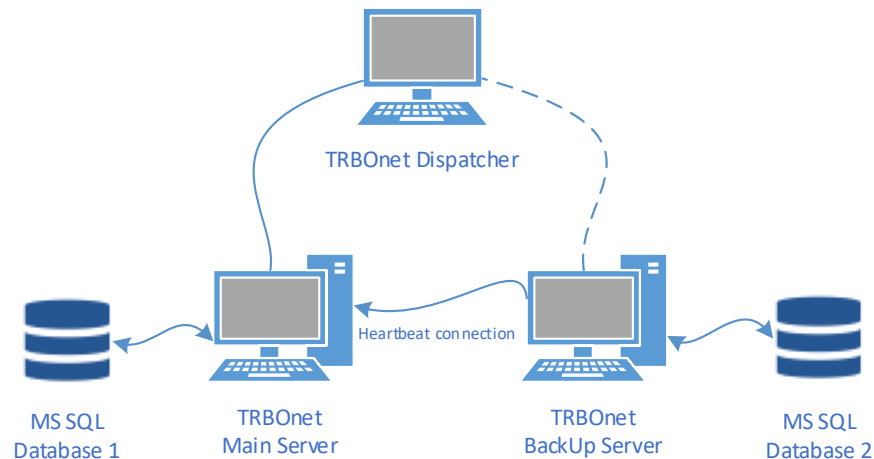 TRBOnet Dispatcher
Heartbeat connection
MS SQL
Database 1
TRBOnet
Main Server
TRBOnet
BackUp Server
MS SQL
Database 2